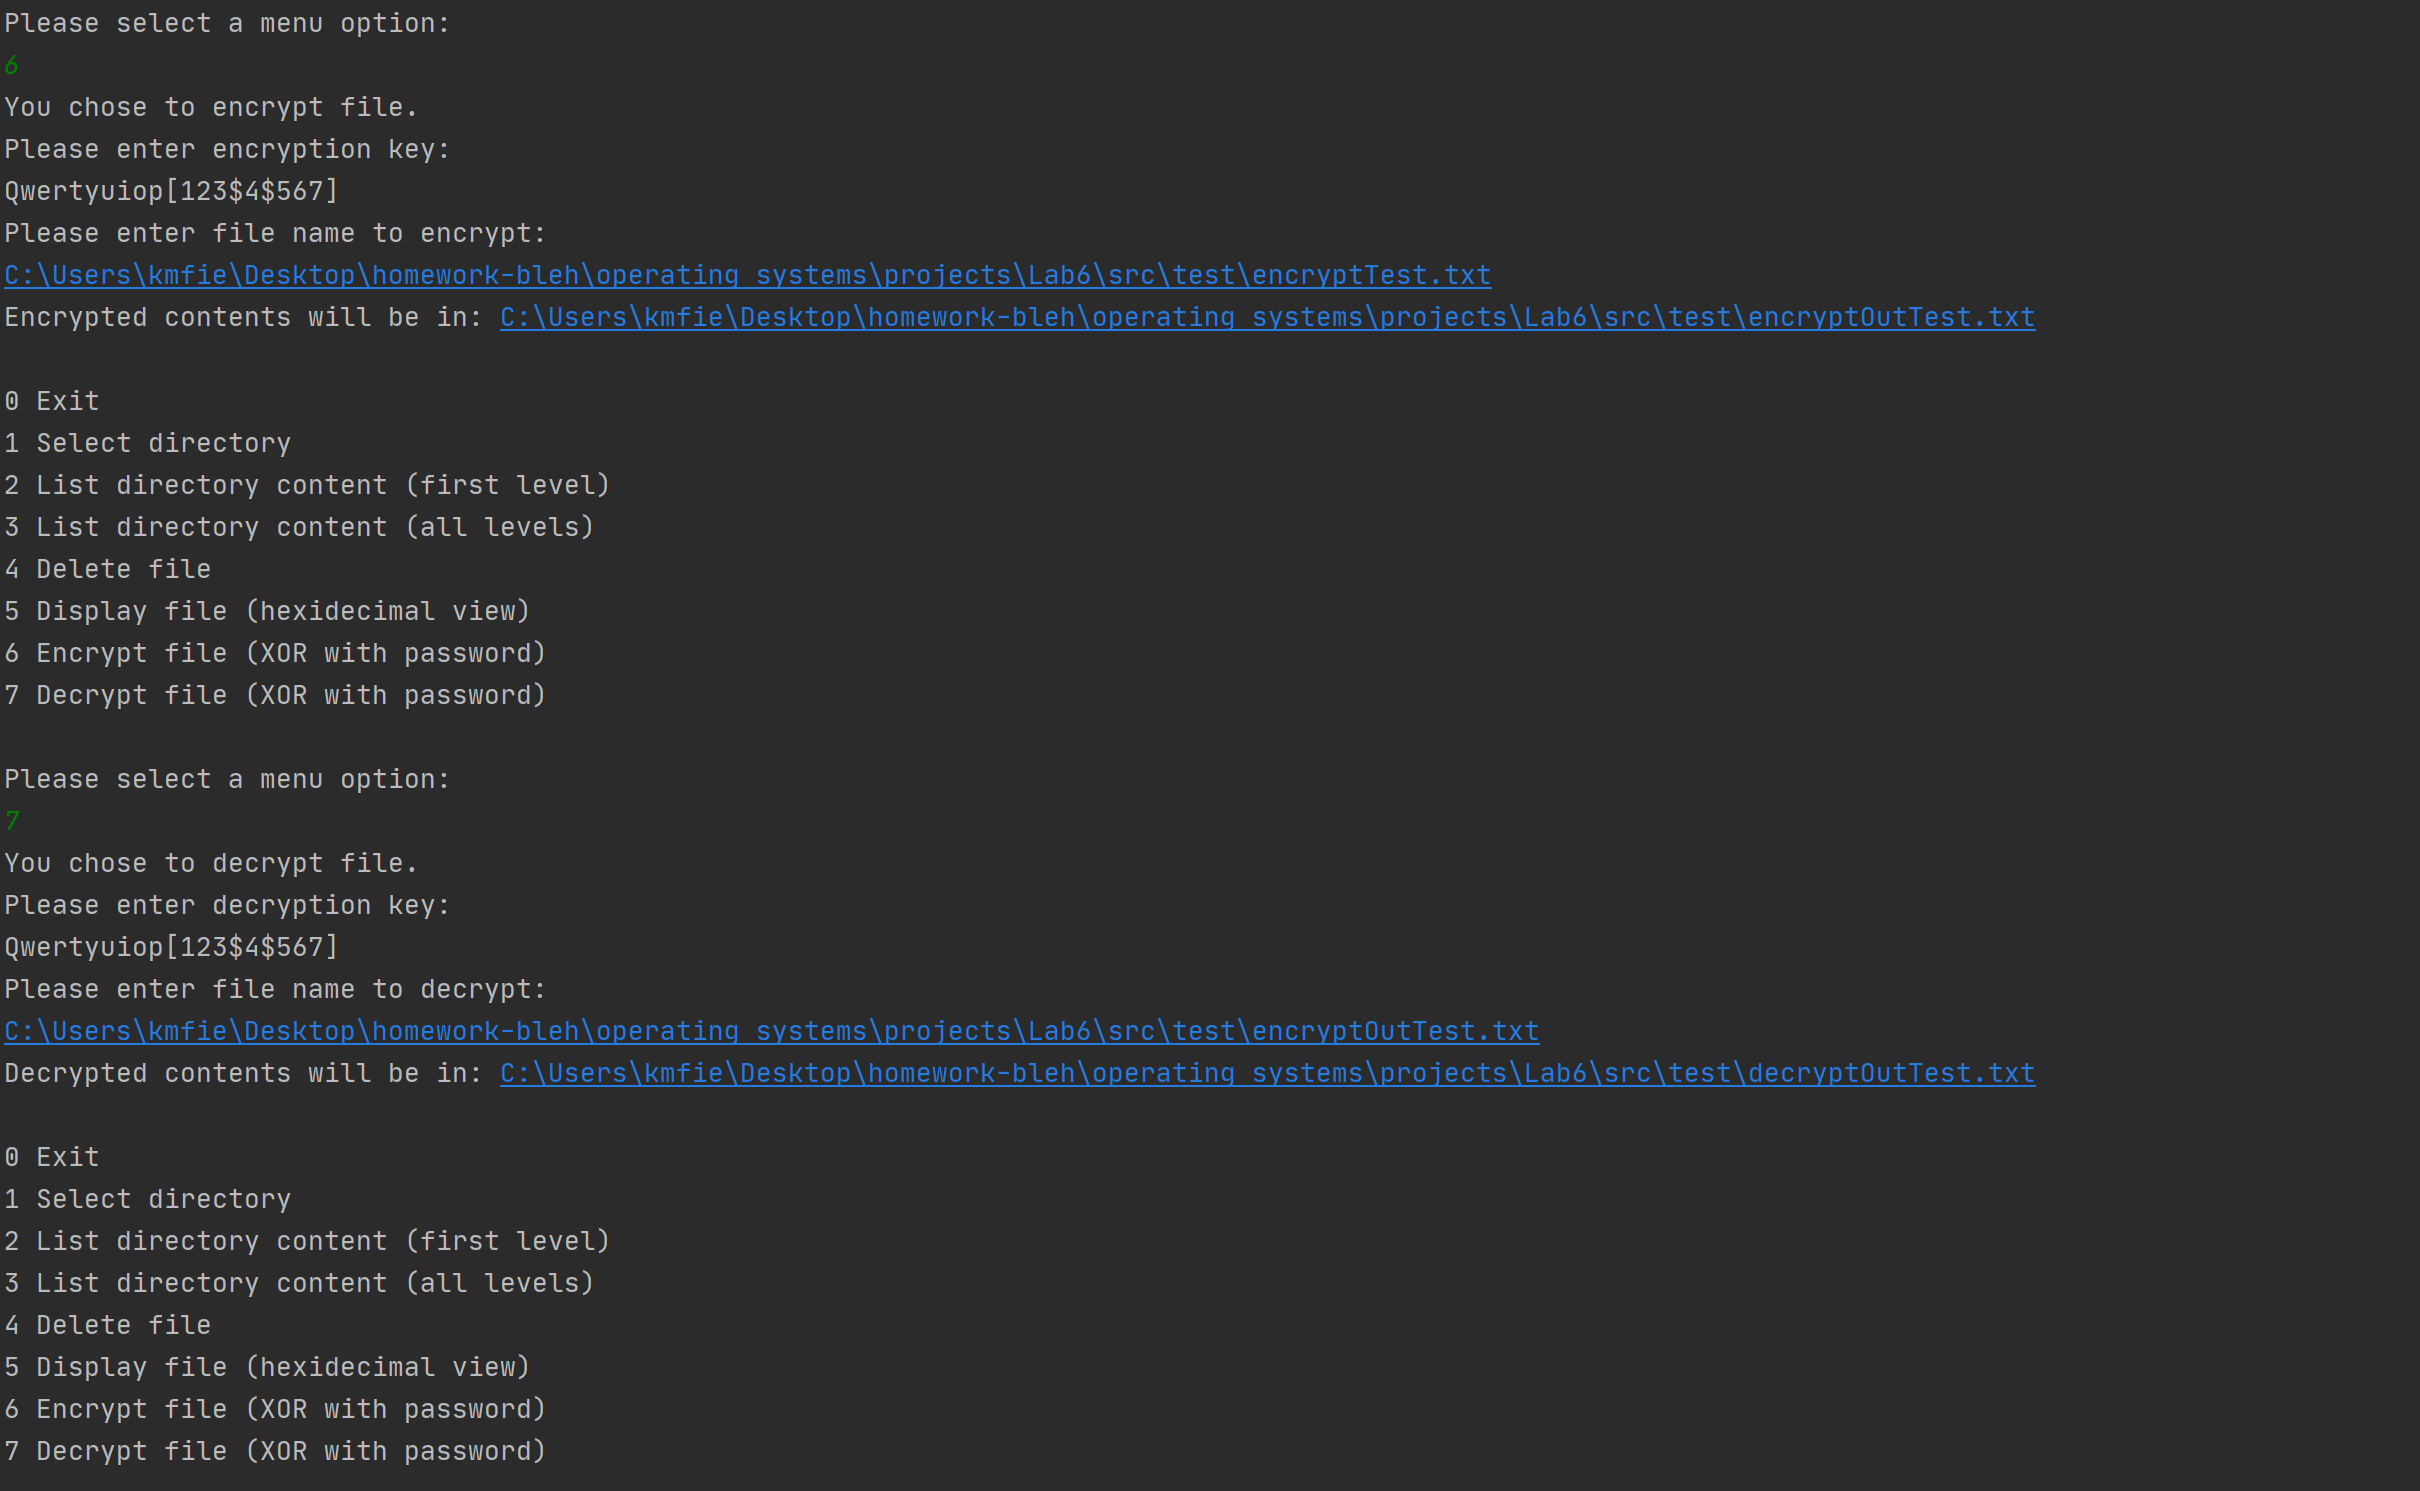 Please select a menu option:
6
You chose to encrypt file.
Please enter encryption key:
Qwertyuiop[123$4$567]
Please enter file name to encrypt:
C:\Users\kmfie\Desktop\homework-bleh\operating systems\projects\Lab6\src\test\encryptTest.txt
Encrypted contents will be in: C:\Users\kmfie\Desktop\homework-bleh\operating systems\projects\Lab6\src\test\encryptOutTest.txt
0 Exit
1 Select directory
2 List directory content (first level)
3 List directory content (all levels)
4 Delete file
5 Display file (hexidecimal view)
6 Encrypt file (XOR with password)
7 Decrypt file (XOR with password)
Please select a menu option:
7
You chose to decrypt file.
Please enter decryption key:
Qwertyuiop[123$4$567]
Please enter file name to decrypt:
C:\Users\kmfie\Desktop\homework-bleh\operating systems\projects\Lab6\src\test\encryptOutTest.txt
Decrypted contents will be in: C:\Users\kmfie\Desktop\homework-bleh\operating systems\projects\Lab6\src\test\decryptOutTest.txt
0 Exit
1 Select directory
2 List directory content (first level)
3 List directory content (all levels)
4 Delete file
5 Display file (hexidecimal view)
6 Encrypt file (XOR with password)
7 Decrypt file (XOR with password)